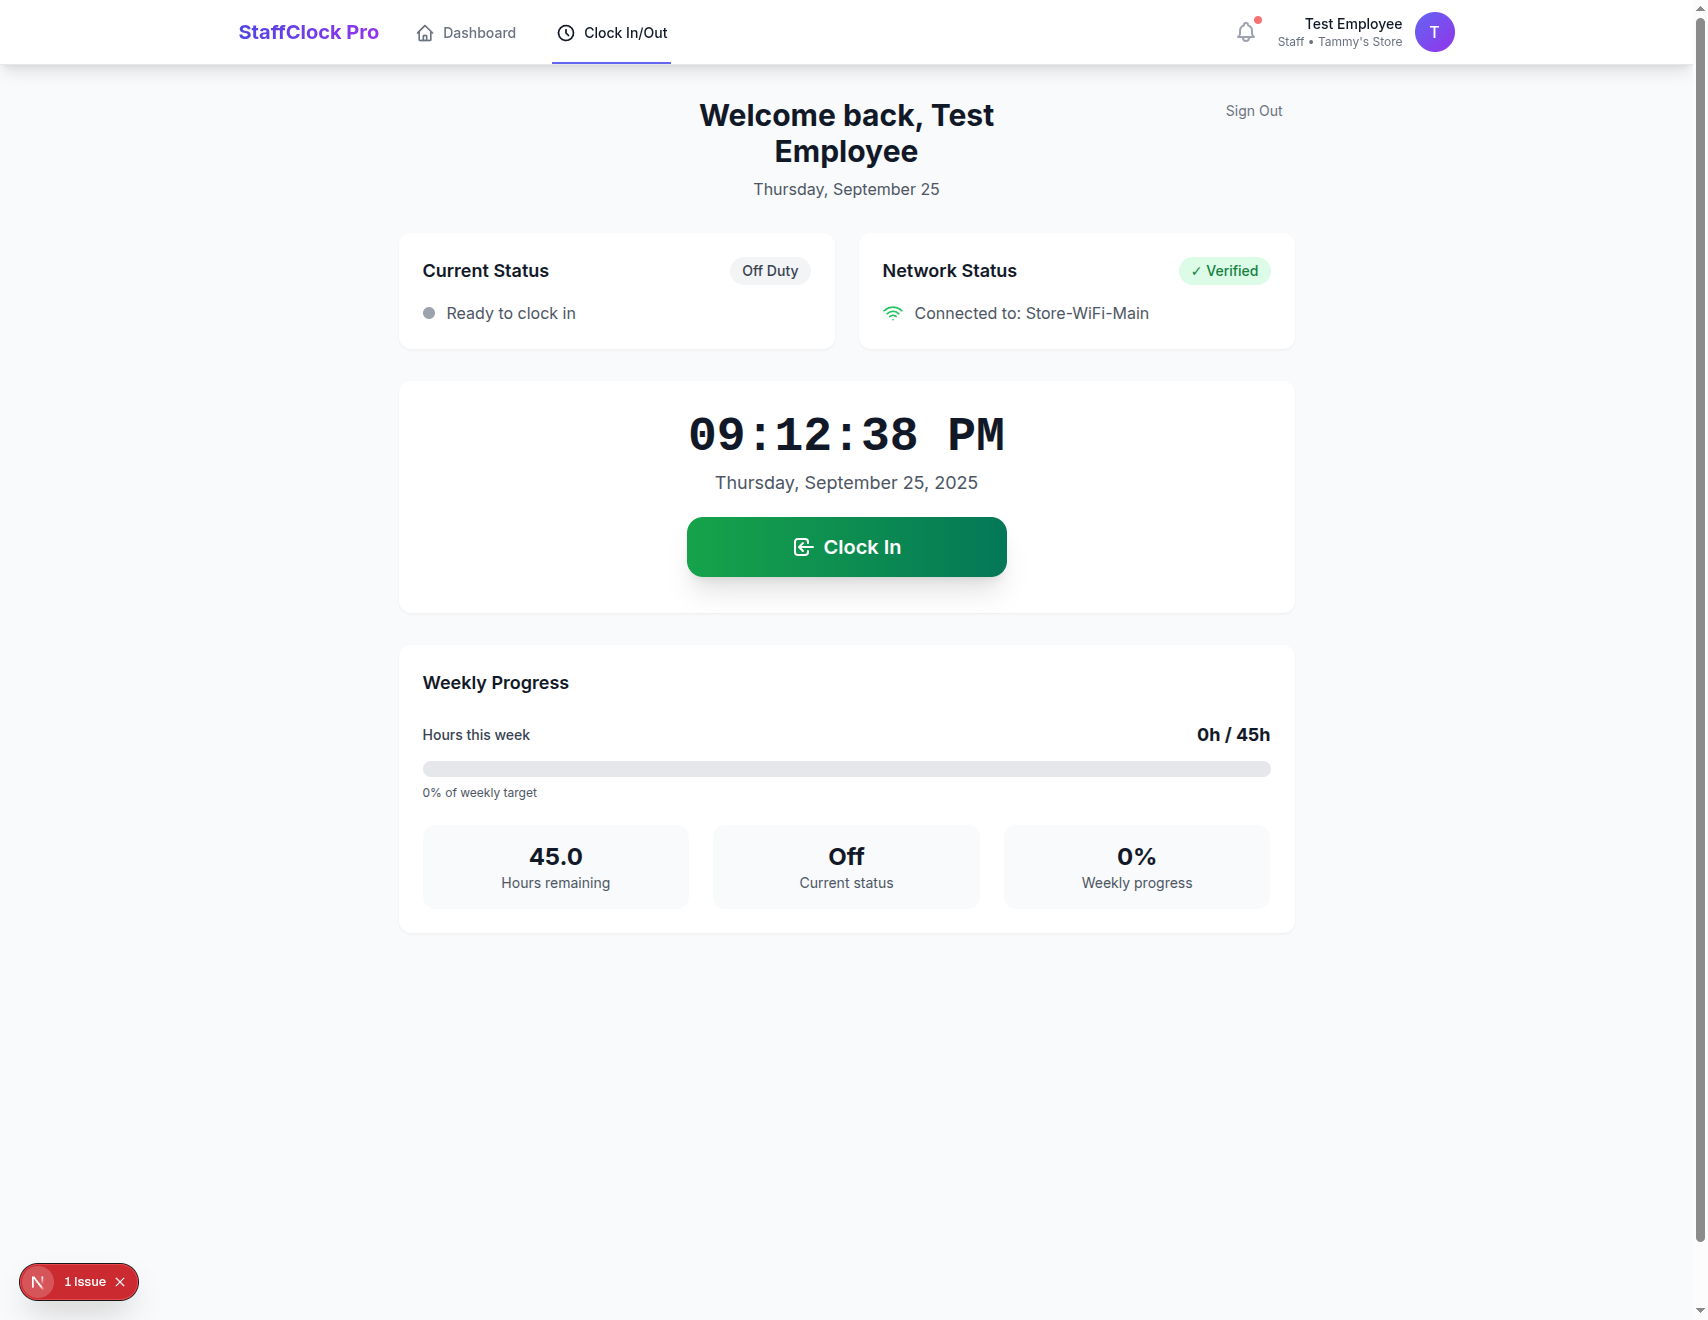 StaffClock Pro
Dashboard
Clock In/Out
Test Employee
Staff • Tammy's Store
T
Welcome back, Test
Employee
Sign Out
Thursday, September 25
Current Status
Off Duty
Ready to clock in
Network Status
✓ Verified
Connected to: Store-WiFi-Main
09:12:38 PM
Thursday, September 25, 2025
Clock In
Weekly Progress
Hours this week
0h / 45h
0% of weekly target
45.0
Hours remaining
Off
Current status
0%
Weekly progress
N
1 Issue